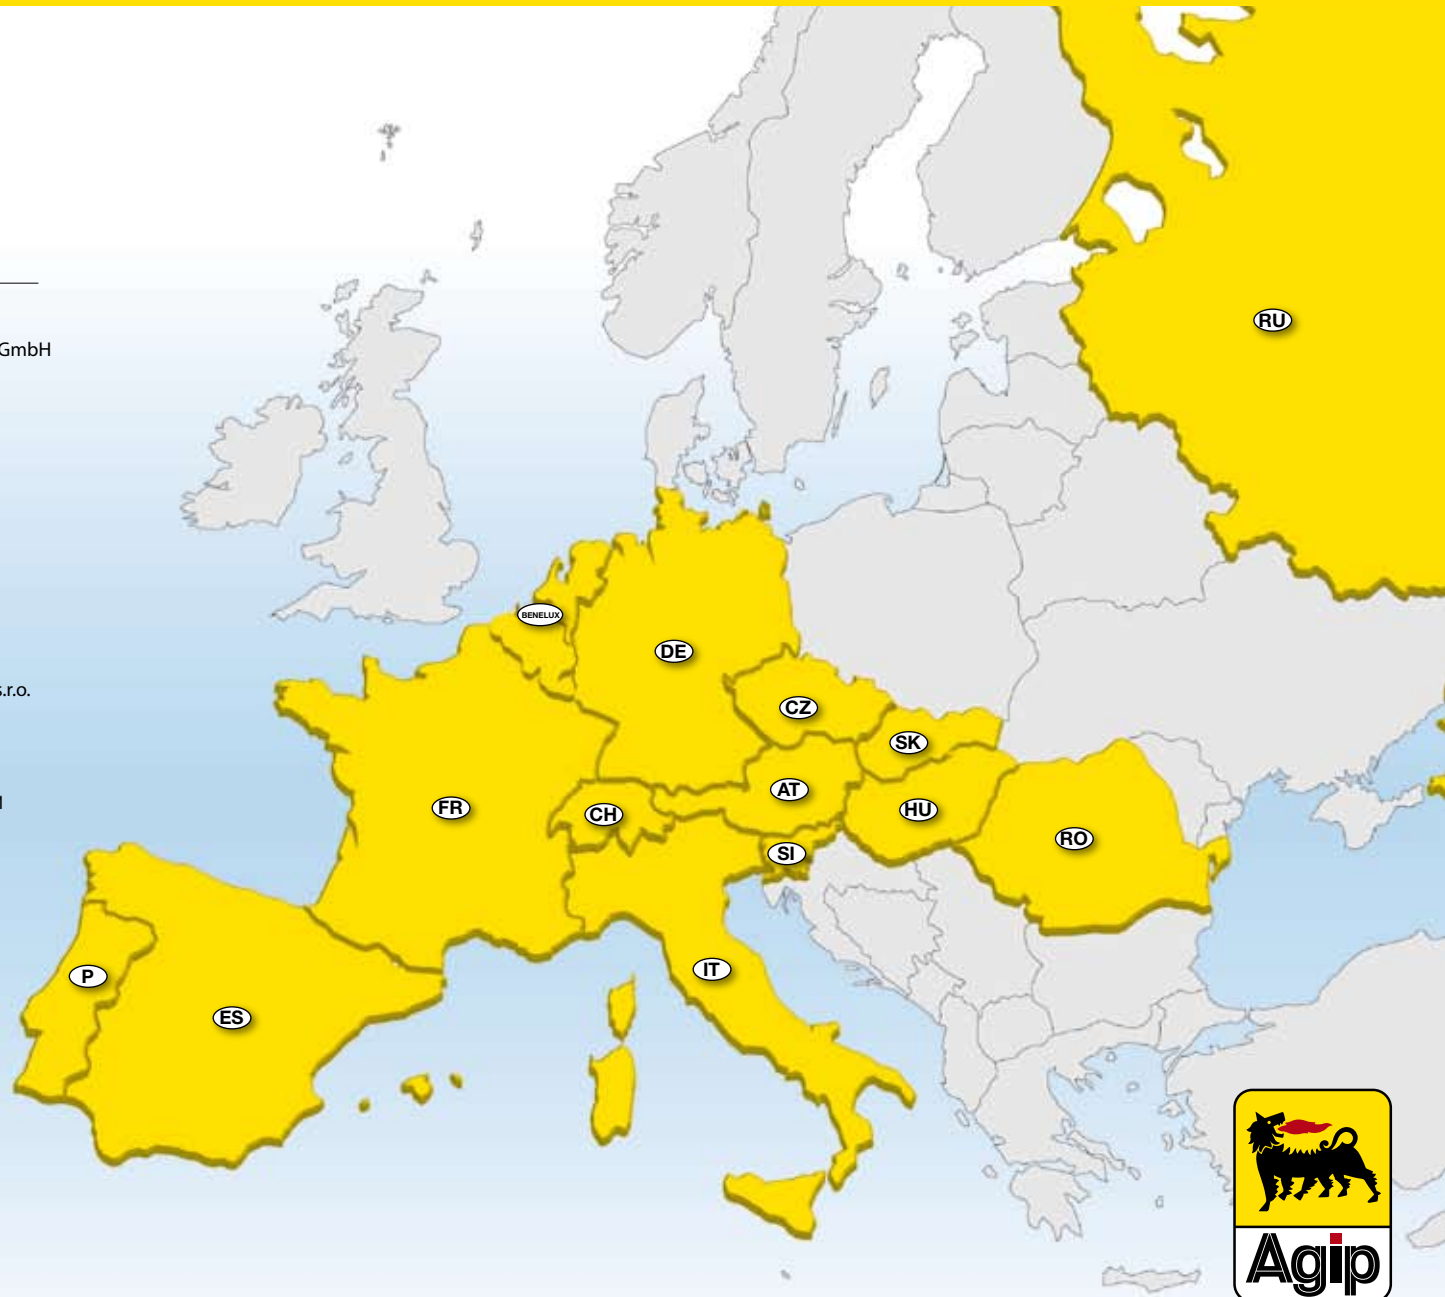 GmbH
RU
BENELUX
DE
s.r.o.
CZ
SK
AT
FR
CH
HU
RO
SI
P
IT
ES
Agip